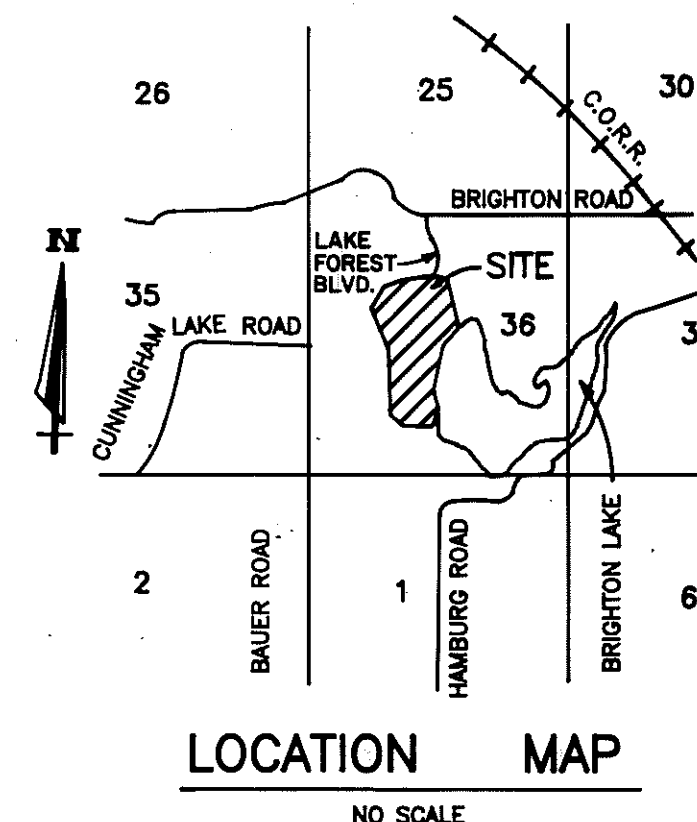 26
25
30
C.O.R.R.
BRIGHTON ROAD
N
LAKE
FOREST
BLVD.
SITE
35
LAKE ROAD
36
3
CUNNINGHAM
2
BAUER ROAD
1
HAMBURG ROAD
BRIGHTON LAKE
6
LOCATION MAP
NO SCALE